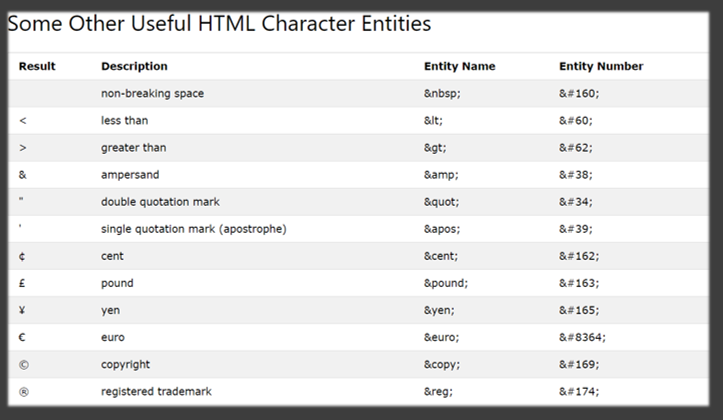 Some Other Useful HTML Character Entities
Result Description Entity Name Entity Number
non-breaking space &nbsp; &#160;
< less than &lt; &#60;
> greater than &gt; &#62;
& ampersand &amp; &#38;
" double quotation mark &quot; &#34;
' single quotation mark (apostrophe) &apos; &#39;
¢ cent &cent; &#162;
£ pound &pound; &#163;
¥ yen &yen; &#165;
€ euro &euro; &#8364;
© copyright &copy; &#169;
® registered trademark &reg; &#174;